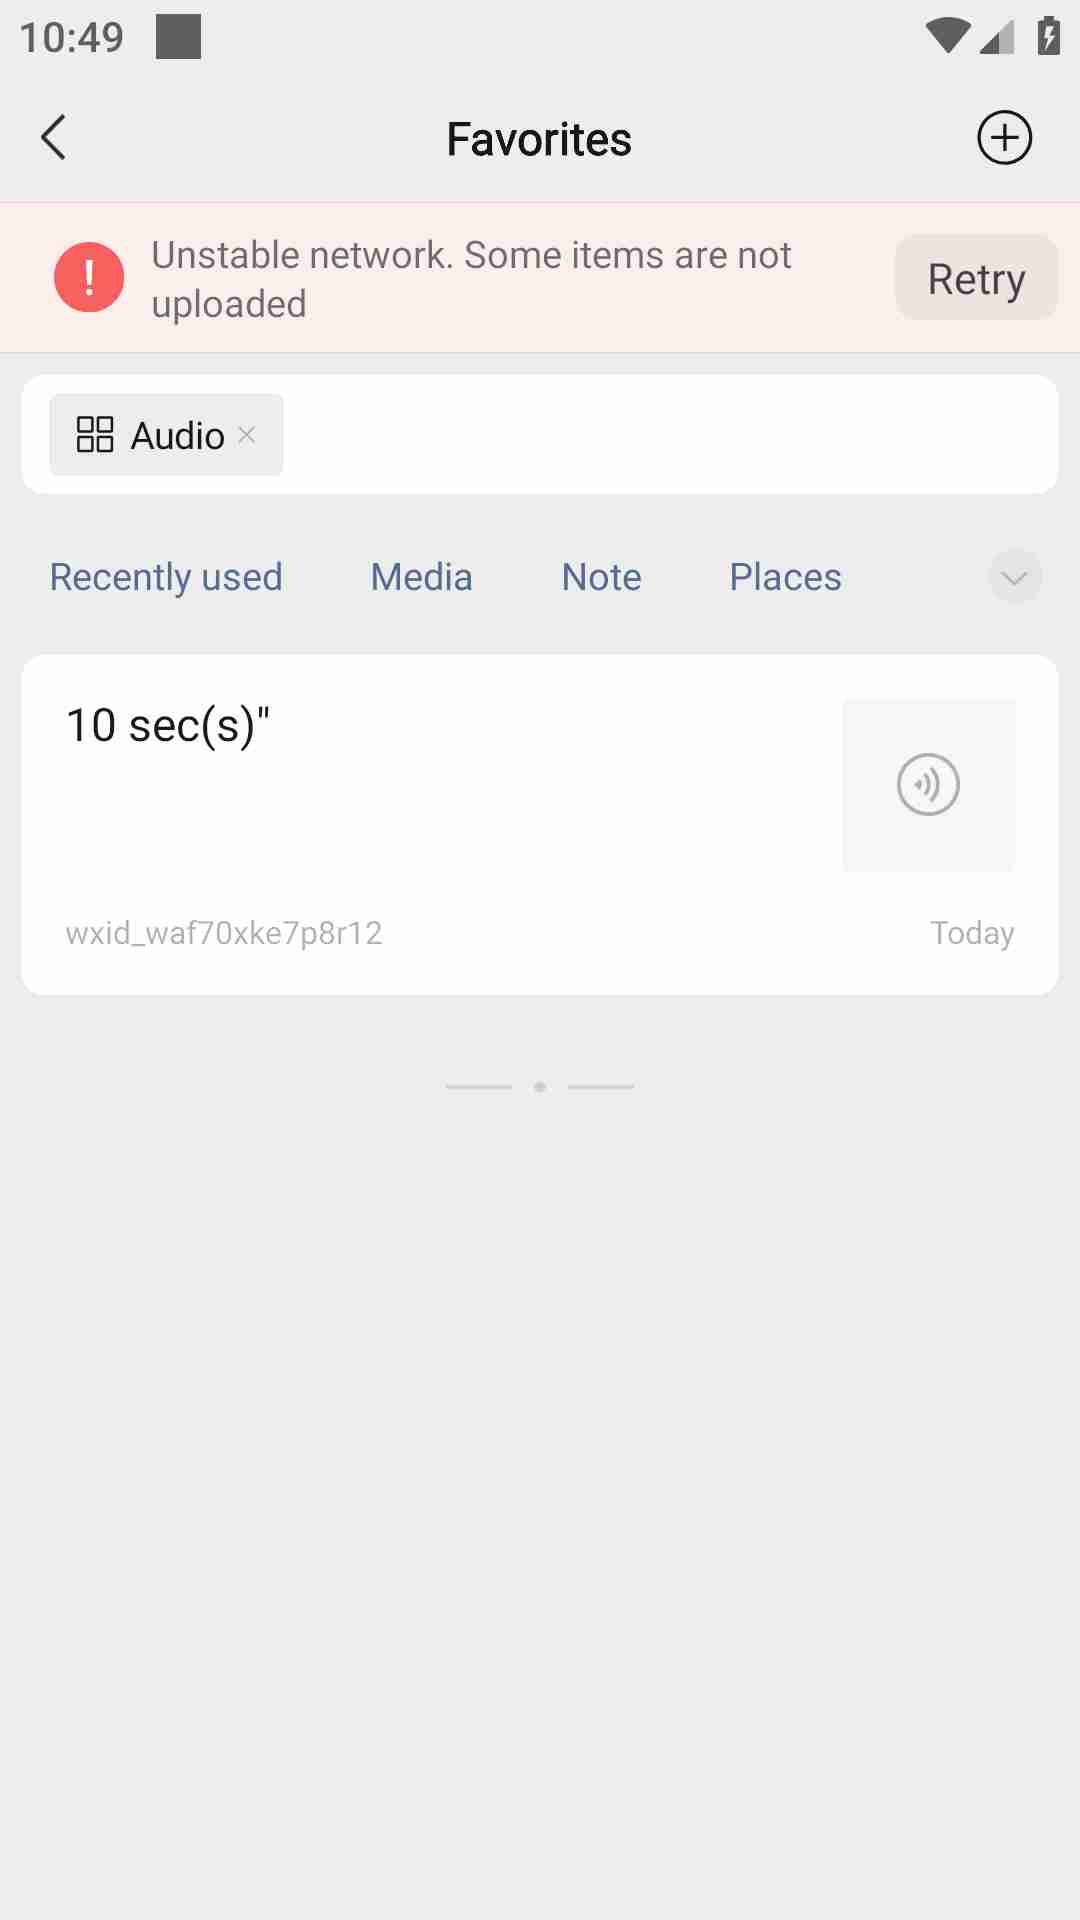 10:49
Favorites
Unstable network. Some items are not
uploaded
Retry
Audio
Recently used Media Note Places
10 sec(s)"
wxid_waf70xke7p8r12 Today